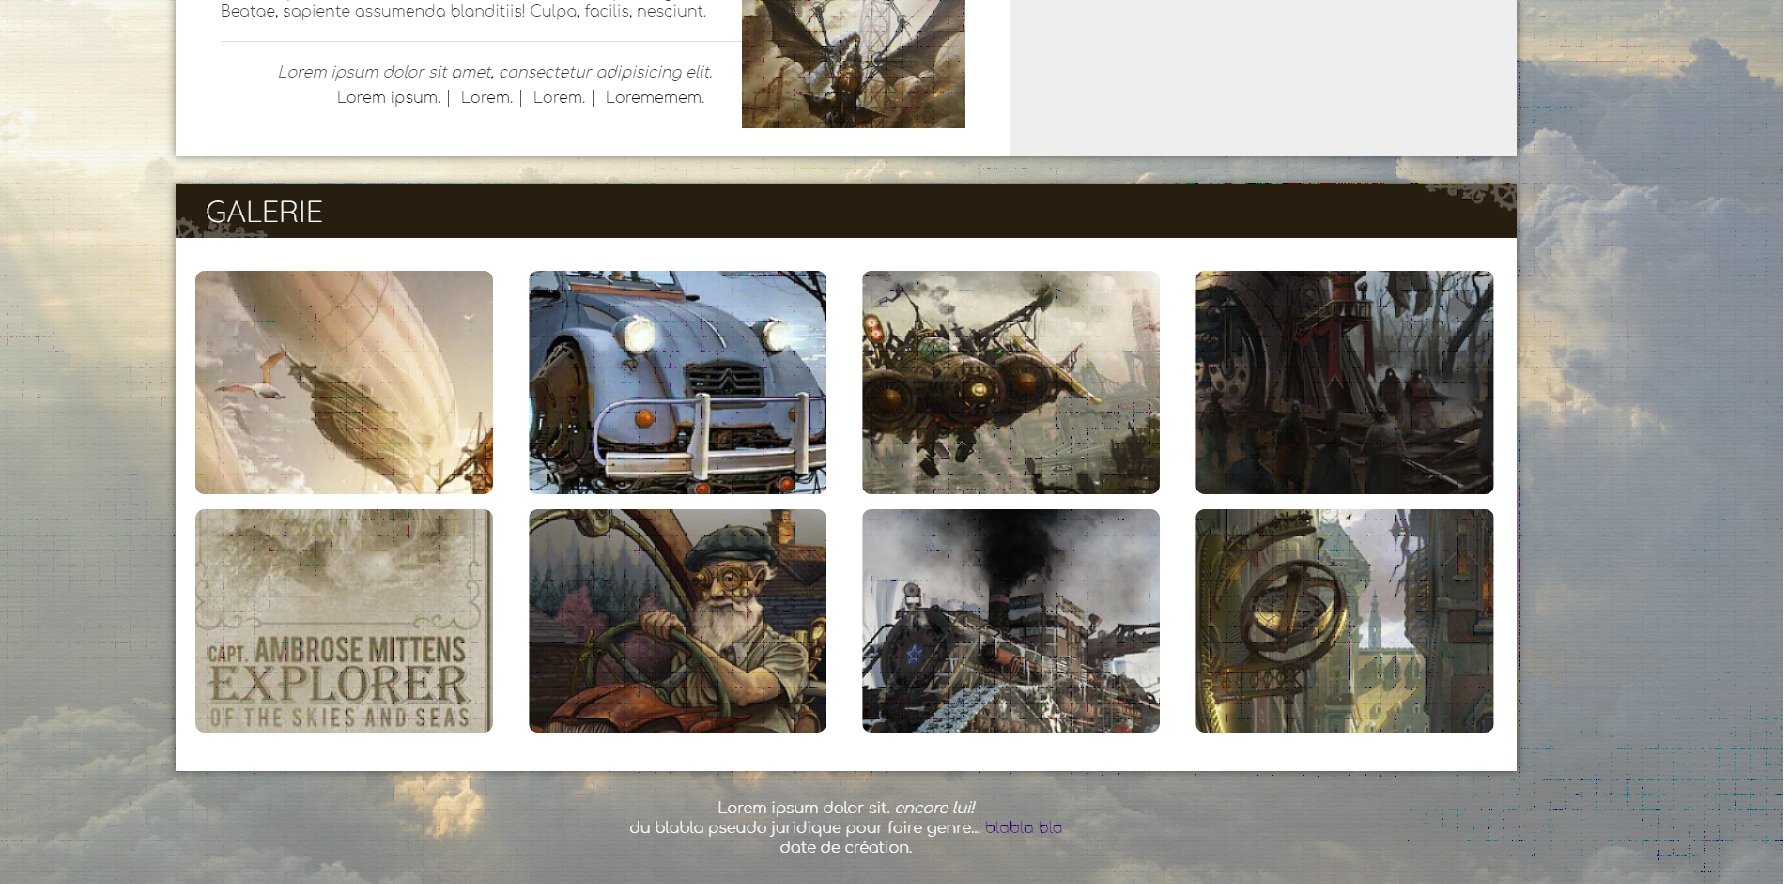 Beatae, sapiente assumenda blanditiis! Culpa, facilis, nesciunt.
Lorem ipsum dolor sit amet, consectetur adipisicing elit.
Lorem ipsum. | Lorem. | Lorem. | Lorememem.
GALERIE
CAPT. AMBROSE MITTENS
EXPLORER
OF THE SKIES AND SEAS
Lorem ipsum dolor sit. encore lui!
du blabla pseudo juridique pour faire genre... blabla bla
date de création.